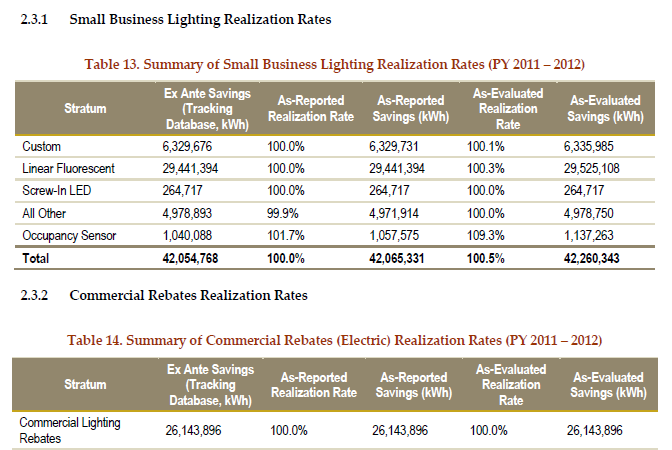 2.3.1 Small Business Lighting Realization Rates
Table 13. Summary of Small Business Lighting Realization Rates (PY 2011 – 2012)
Stratum | Ex Ante Savings (Tracking Database, kWh) | As-Reported Realization Rate | As-Reported Savings (kWh) | As-Evaluated Realization Rate | As-Evaluated Savings (kWh)
Custom 6,329,676 100.0% 6,329,731 100.1% 6,335,985
Linear Fluorescent 29,441,394 100.0% 29,441,394 100.3% 29,525,108
Screw-In LED 264,717 100.0% 264,717 100.0% 264,717
All Other 4,978,893 99.9% 4,971,914 100.0% 4,978,750
Occupancy Sensor 1,040,088 101.7% 1,057,575 109.3% 1,137,263
Total 42,054,768 100.0% 42,065,331 100.5% 42,260,343
2.3.2 Commercial Rebates Realization Rates
Table 14. Summary of Commercial Rebates (Electric) Realization Rates (PY 2011 – 2012)
Stratum | Ex Ante Savings (Tracking Database, kWh) | As-Reported Realization Rate | As-Reported Savings (kWh) | As-Evaluated Realization Rate | As-Evaluated Savings (kWh)
Commercial Lighting Rebates 26,143,896 100.0% 26,143,896 100.0% 26,143,896